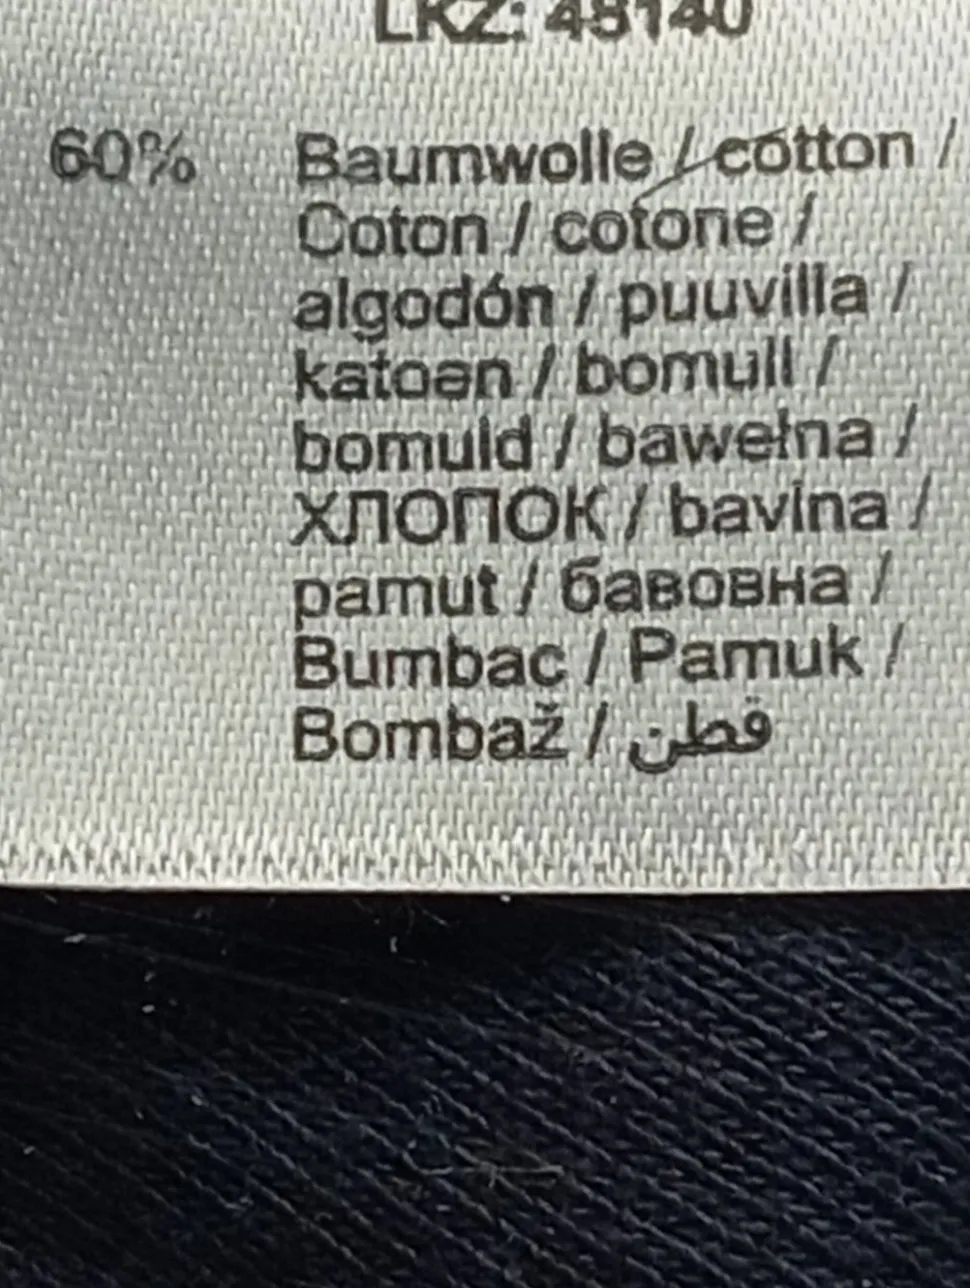 LKZ: 48140
60% Baumwolle / cotton /
Coton / cotone /
algodón / puuvilla /
katoen / bomull /
bomuld / bawełna /
ХЛОПОК / bavlna /
pamut / бавовна /
Bumbac / Pamuk /
Bombaž / قطن